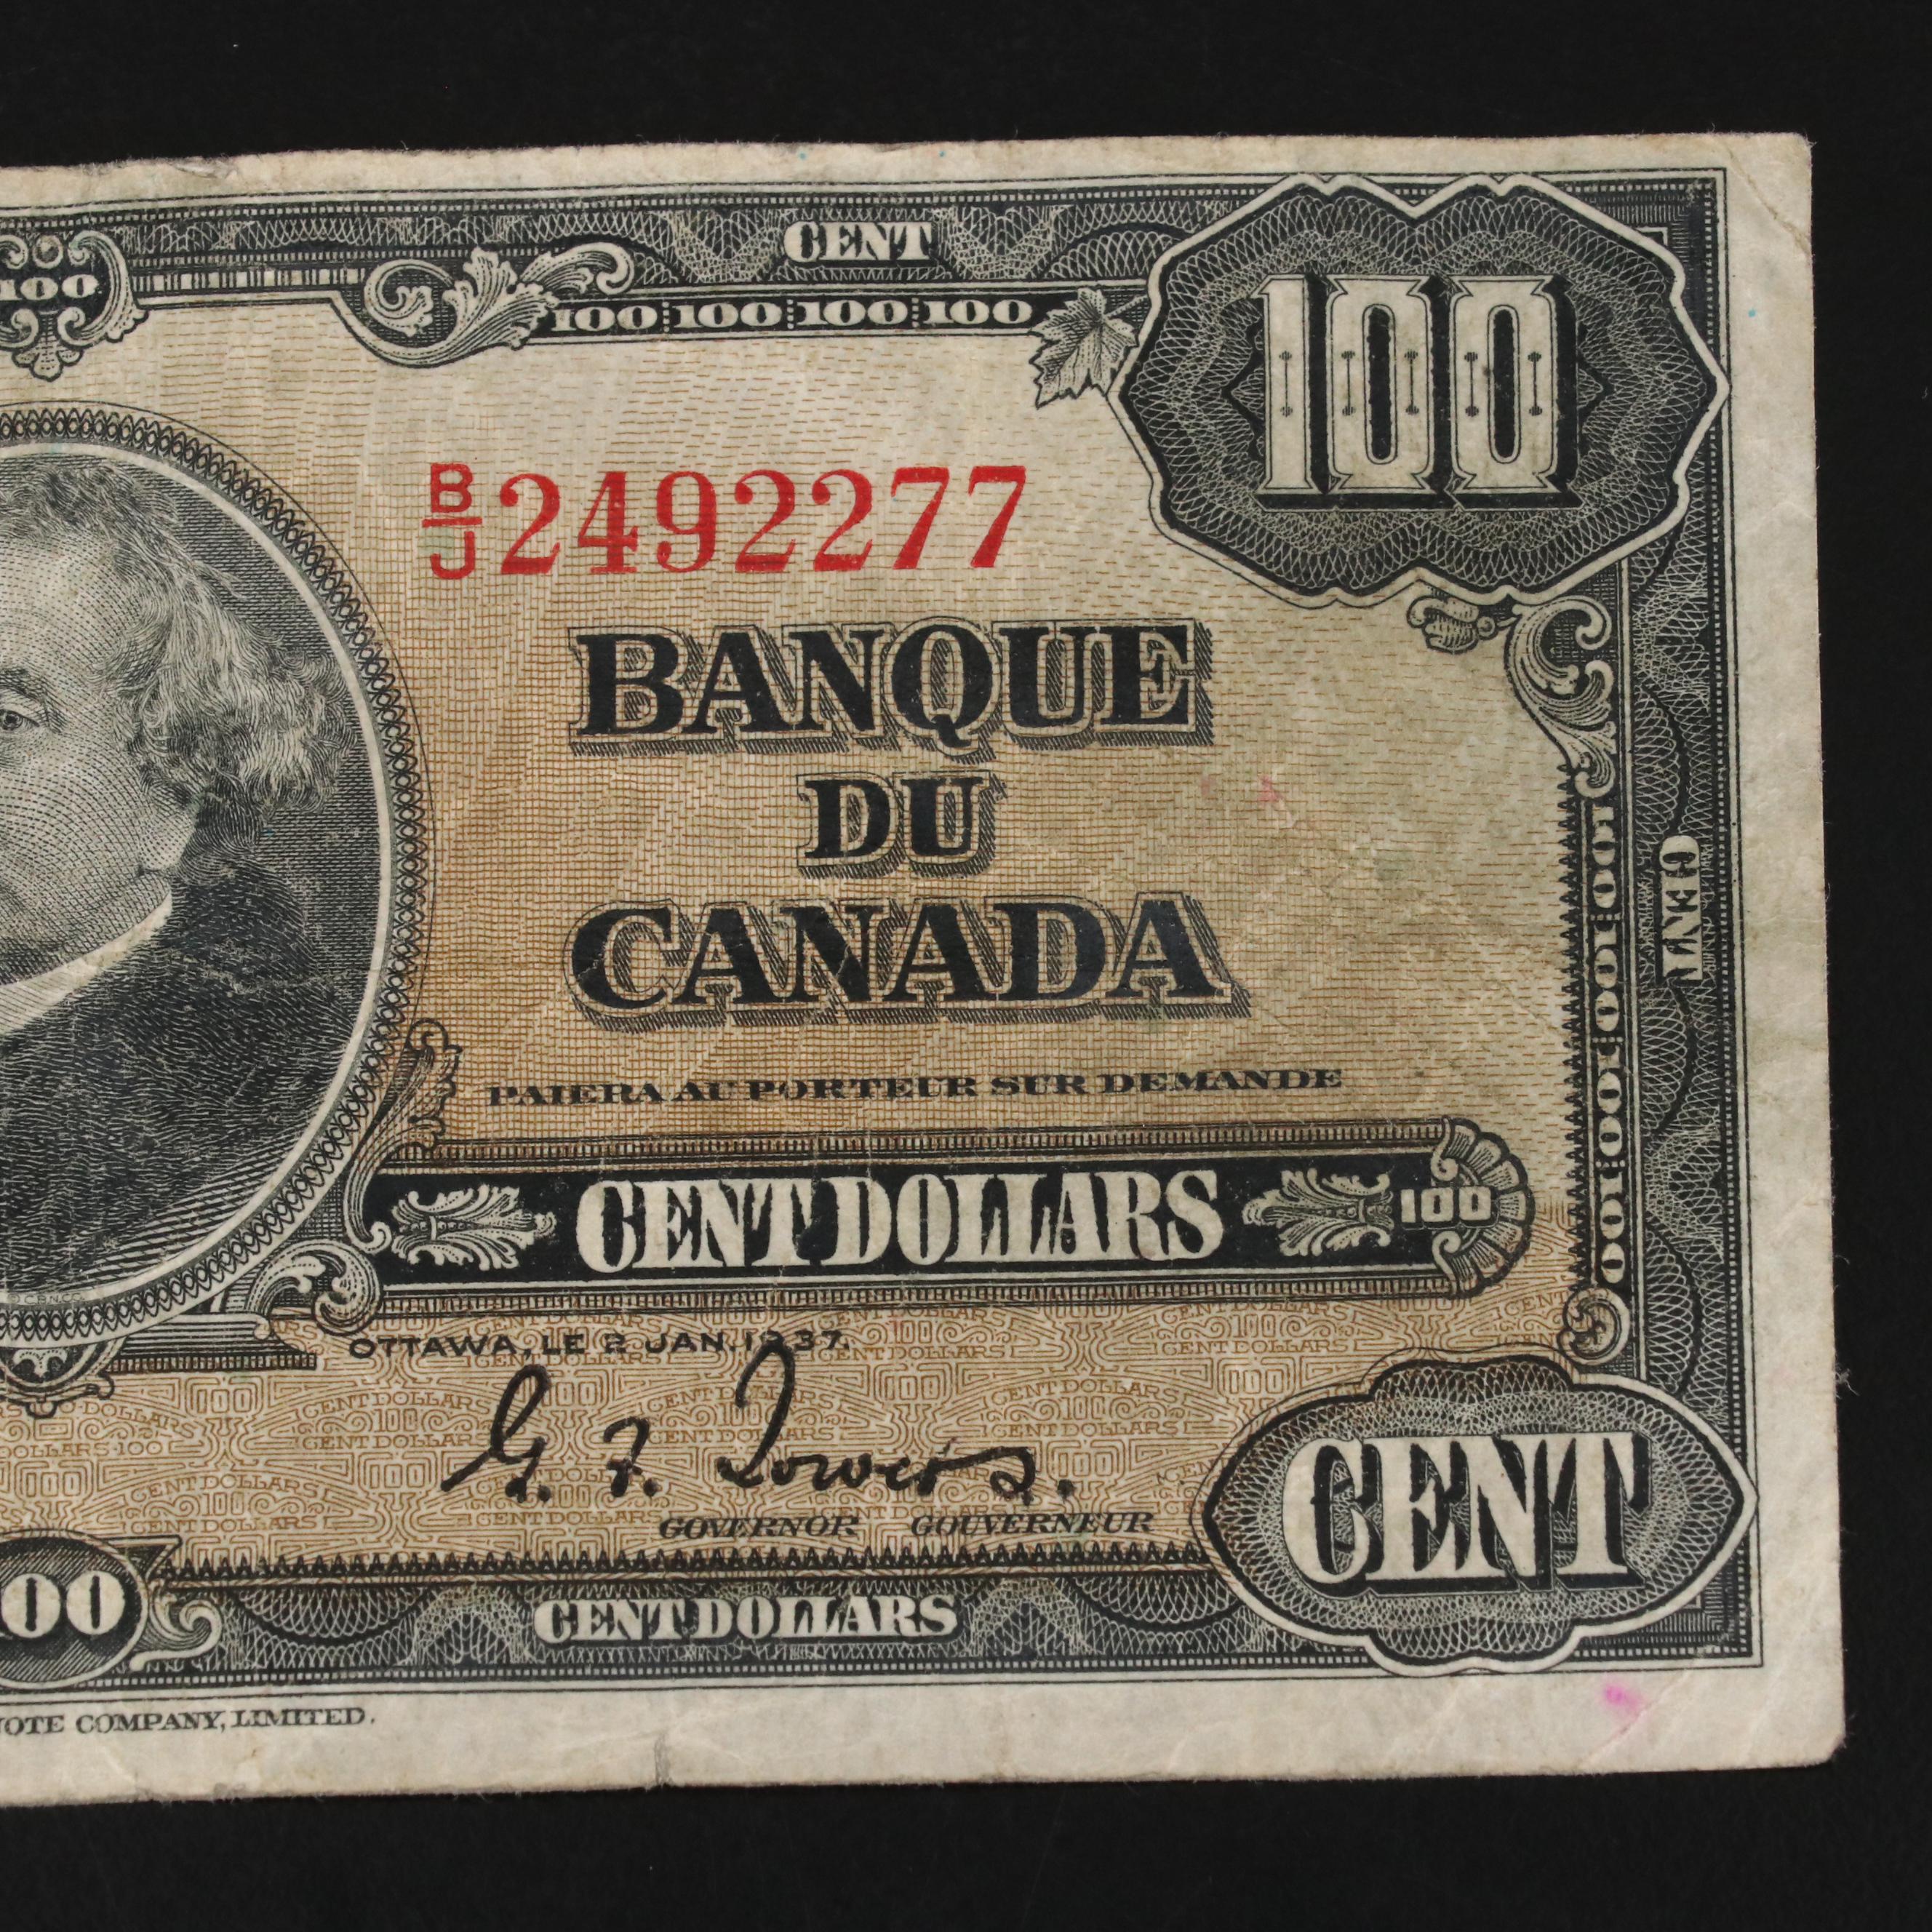 CENT
100
100 100 100 100
100
B/J 2492277
BANQUE
DU
CANADA
CENT
100 100 100 100
PAIERA AU PORTEUR SUR DEMANDE
CENT DOLLARS 100
OTTAWA, LE 2 JAN. 1937.
G. F. Towers.
GOVERNOR GOUVERNEUR
CENT
00
CENT DOLLARS
NOTE COMPANY, LIMITED.